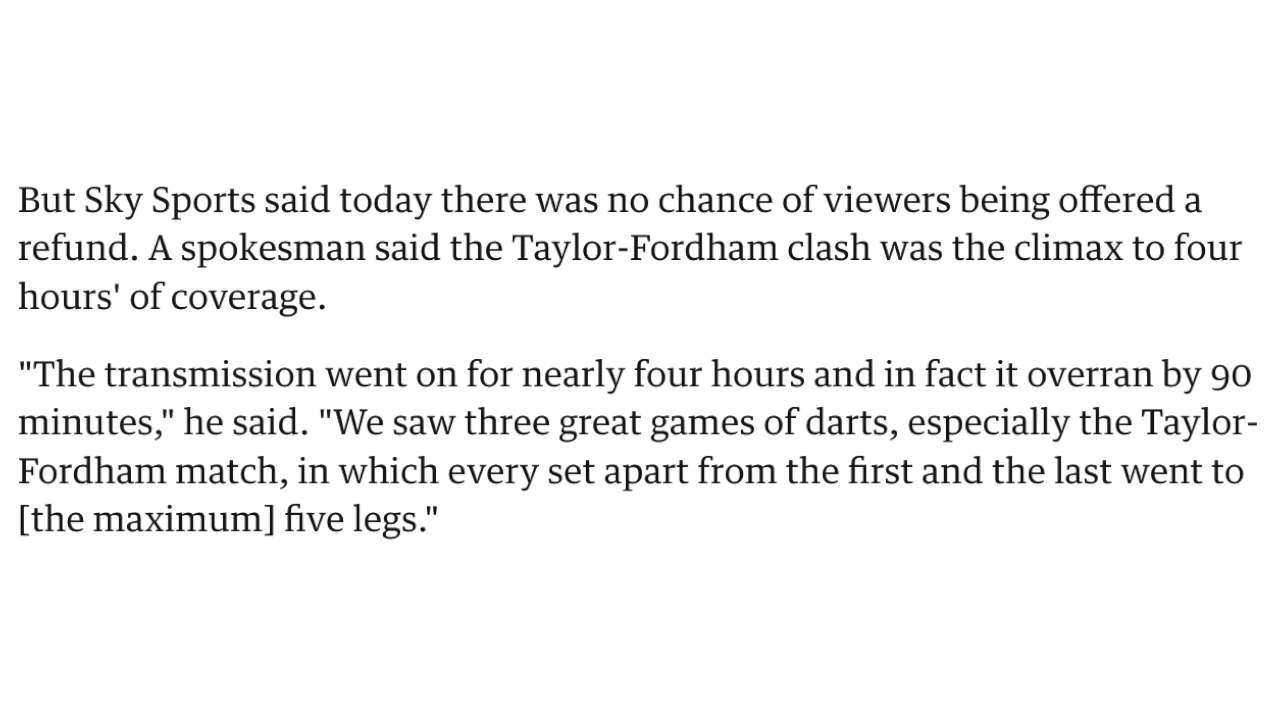 But Sky Sports said today there was no chance of viewers being offered a
refund. A spokesman said the Taylor-Fordham clash was the climax to four
hours' of coverage.
"The transmission went on for nearly four hours and in fact it overran by 90
minutes," he said. "We saw three great games of darts, especially the Taylor-
Fordham match, in which every set apart from the first and the last went to
[the maximum] five legs."